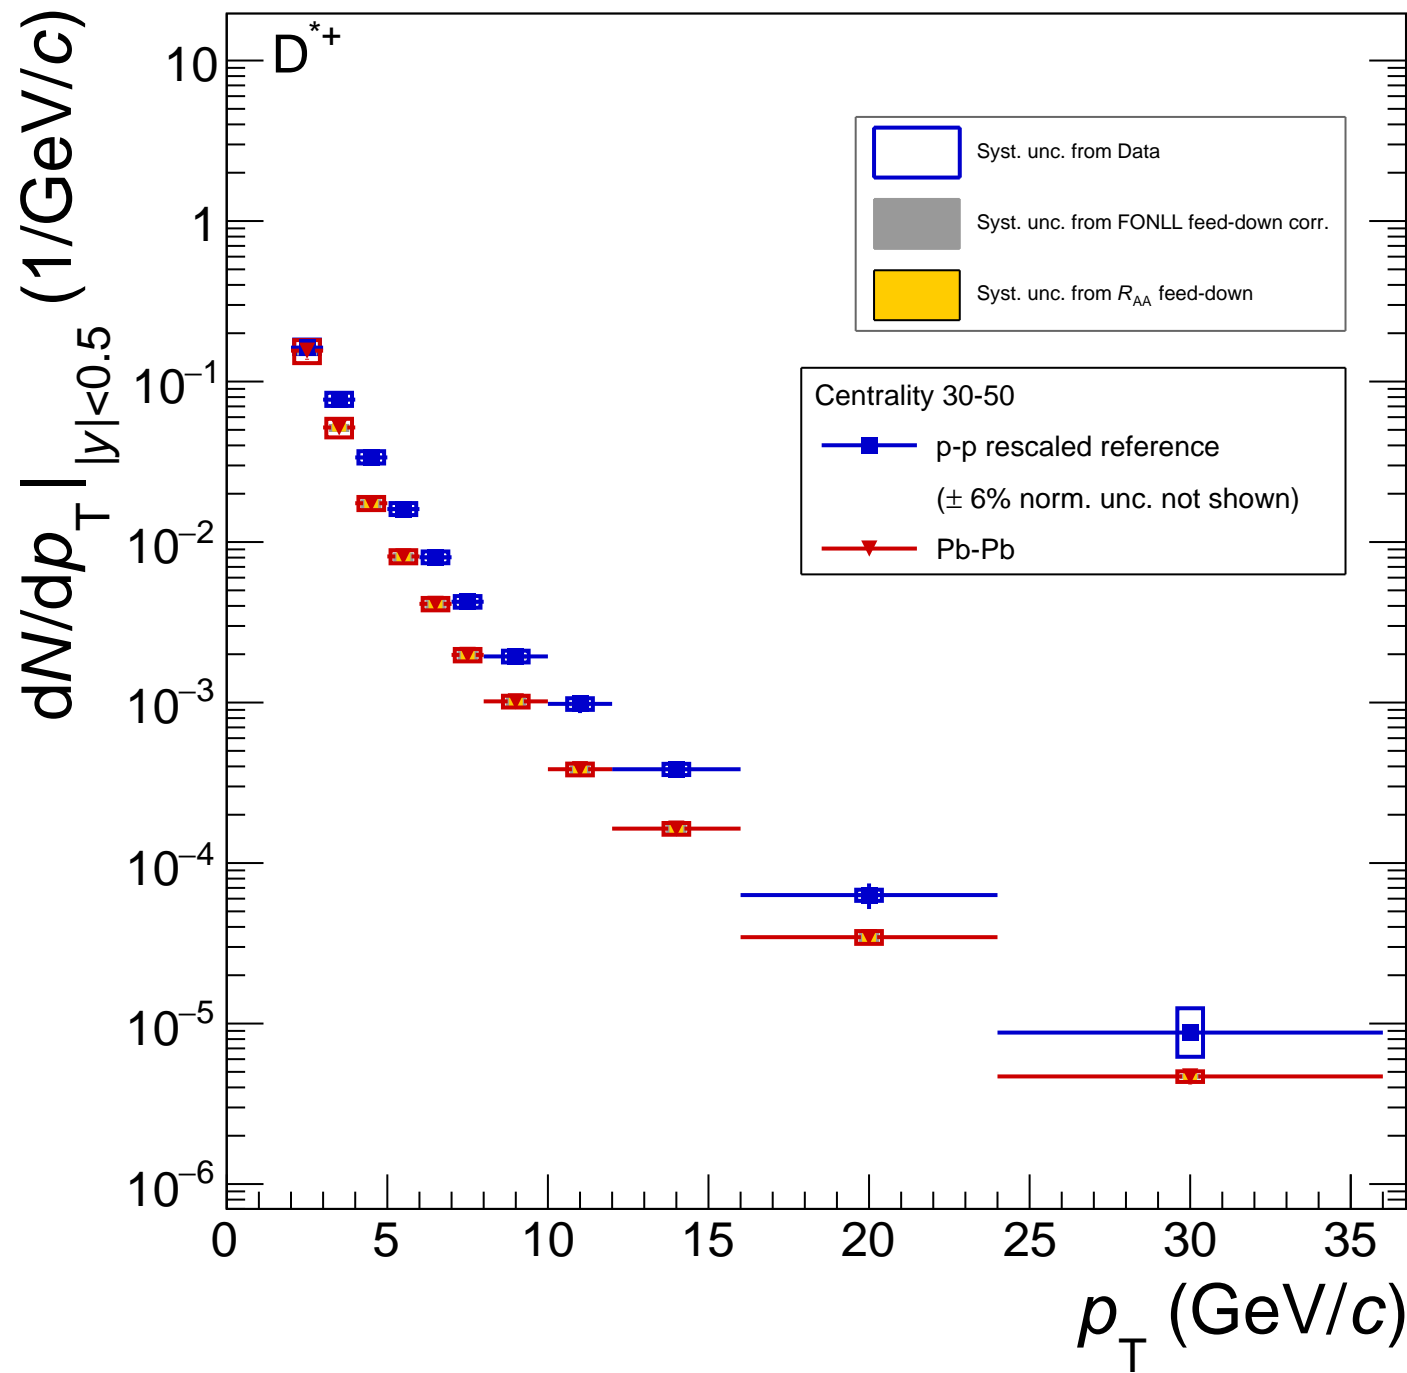 D*+
dN/dpT||y|<0.5 (1/GeV/c)
10
1
10−1
10−2
10−3
10−4
10−5
10−6
Syst. unc. from Data
Syst. unc. from FONLL feed-down corr.
Syst. unc. from RAA feed-down
Centrality 30-50
p-p rescaled reference
(± 6% norm. unc. not shown)
Pb-Pb
0 5 10 15 20 25 30 35
pT (GeV/c)